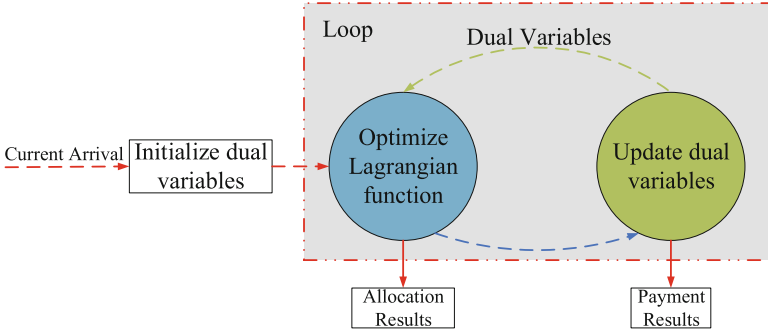 Loop
Dual Variables
Current Arrival
Initialize dual
variables
Optimize
Lagrangian
function
Update dual
variables
Allocation
Results
Payment
Results